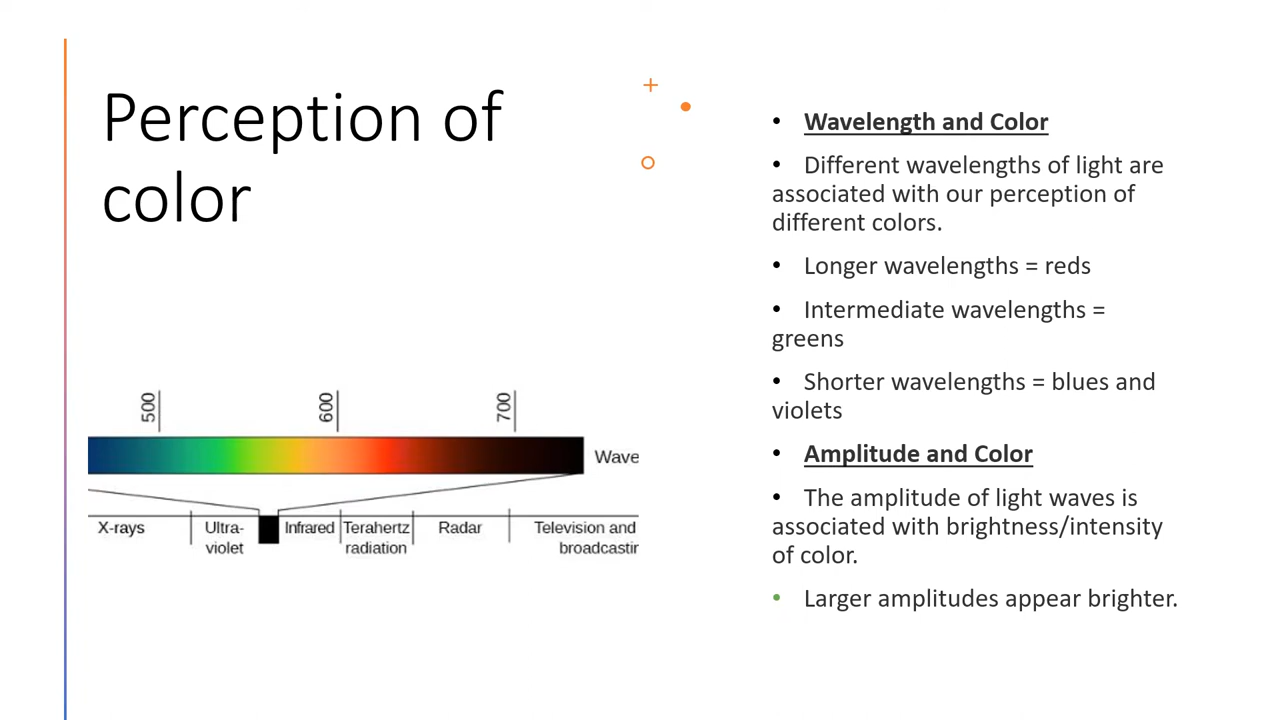 Perception of
color
• Wavelength and Color
• Different wavelengths of light are
associated with our perception of
different colors.
• Longer wavelengths = reds
• Intermediate wavelengths =
greens
• Shorter wavelengths = blues and
violets
• Amplitude and Color
• The amplitude of light waves is
associated with brightness/intensity
of color.
• Larger amplitudes appear brighter.
500 600 700
Wave
X-rays Ultra- Infrared Terahertz Radar Television and
violet radiation broadcastin